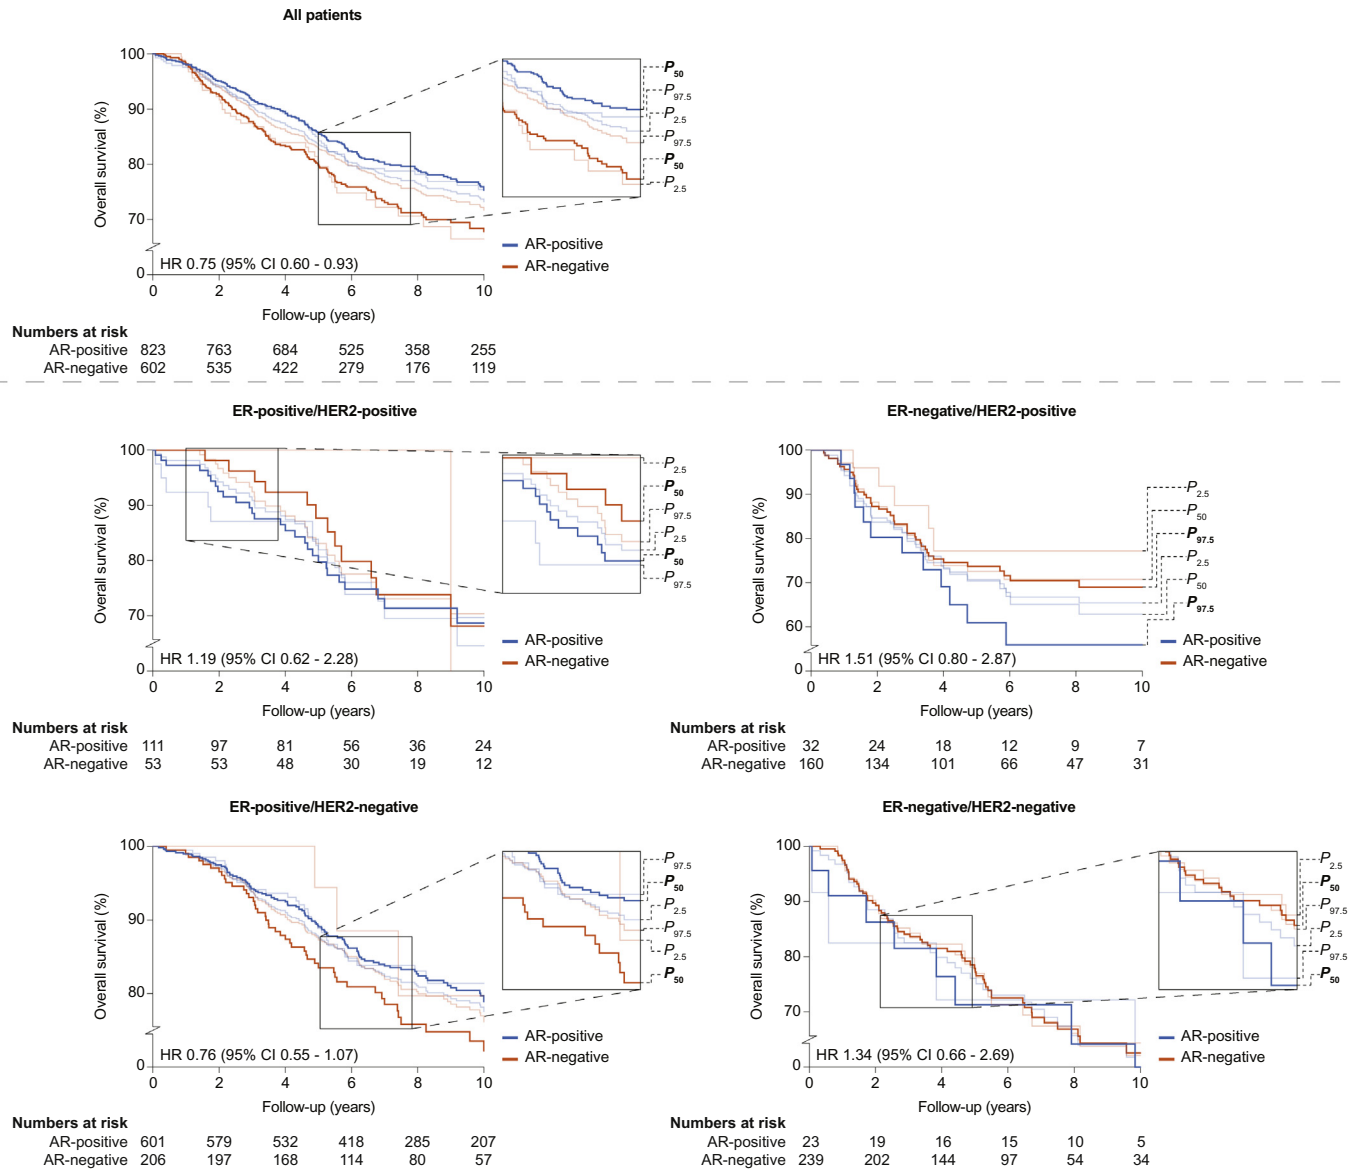 All patients
Overall survival (%)
100
90
80
70
0
HR 0.75 (95% CI 0.60 - 0.93)
0 2 4 6 8 10
Follow-up (years)
P50
P97.5
P2.5
P97.5
P50
P2.5
AR-positive
AR-negative
Numbers at risk
AR-positive 823 763 684 525 358 255
AR-negative 602 535 422 279 176 119
ER-positive/HER2-positive
Overall survival (%)
100
90
80
70
0
HR 1.19 (95% CI 0.62 - 2.28)
0 2 4 6 8 10
Follow-up (years)
P2.5
P50
P97.5
P2.5
P50
P97.5
AR-positive
AR-negative
Numbers at risk
AR-positive 111 97 81 56 36 24
AR-negative 53 53 48 30 19 12
ER-negative/HER2-positive
Overall survival (%)
100
90
80
70
60
0
HR 1.51 (95% CI 0.80 - 2.87)
0 2 4 6 8 10
Follow-up (years)
P2.5
P50
P97.5
P2.5
P50
P97.5
AR-positive
AR-negative
Numbers at risk
AR-positive 32 24 18 12 9 7
AR-negative 160 134 101 66 47 31
ER-positive/HER2-negative
Overall survival (%)
100
90
80
0
HR 0.76 (95% CI 0.55 - 1.07)
0 2 4 6 8 10
Follow-up (years)
P97.5
P50
P2.5
P97.5
P2.5
P50
AR-positive
AR-negative
Numbers at risk
AR-positive 601 579 532 418 285 207
AR-negative 206 197 168 114 80 57
ER-negative/HER2-negative
Overall survival (%)
100
90
80
70
0
HR 1.34 (95% CI 0.66 - 2.69)
0 2 4 6 8 10
Follow-up (years)
P2.5
P50
P97.5
P2.5
P97.5
P50
AR-positive
AR-negative
Numbers at risk
AR-positive 23 19 16 15 10 5
AR-negative 239 202 144 97 54 34